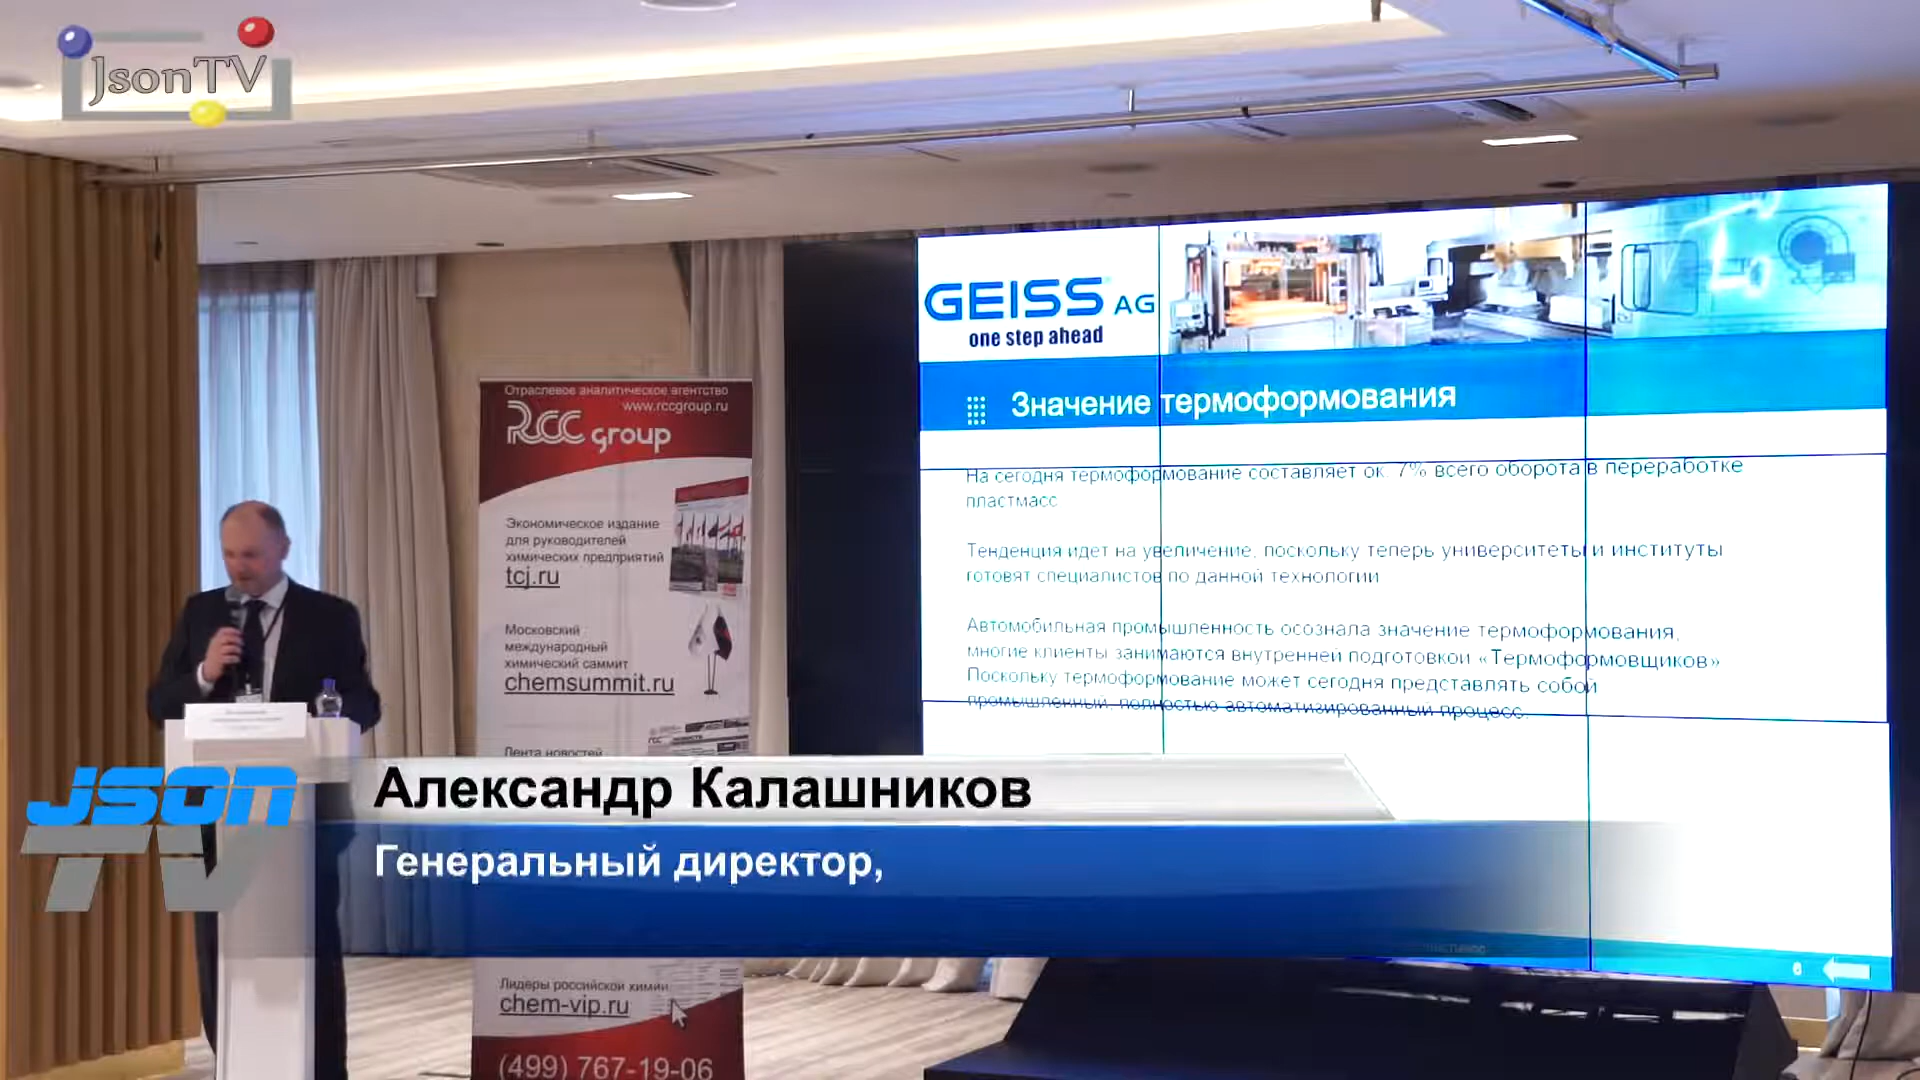 JsonTV
GEISS AG
one step ahead
Значение термоформования
На сегодня термоформование составляет ок. 7% всего оборота в переработке
пластмасс
Тенденция идет на увеличение, поскольку теперь университеты и институты
готовят специалистов по данной технологии
Автомобильная промышленность осознала значение термоформования,
многие клиенты занимаются внутренней подготовкой «Термоформовщиков»
Поскольку термоформование может сегодня представлять собой
промышленный, полностью автоматизированный процесс.
6
Отраслевое аналитическое агентство
www.rccgroup.ru
RCC group
Экономическое издание
для руководителей
химических предприятий
tcj.ru
Московский
международный
химический саммит
chemsummit.ru
Лента новостей
Лидеры российской химии
chem-vip.ru
(499) 767-19-06
JSON
TV
Александр Калашников
Генеральный директор,